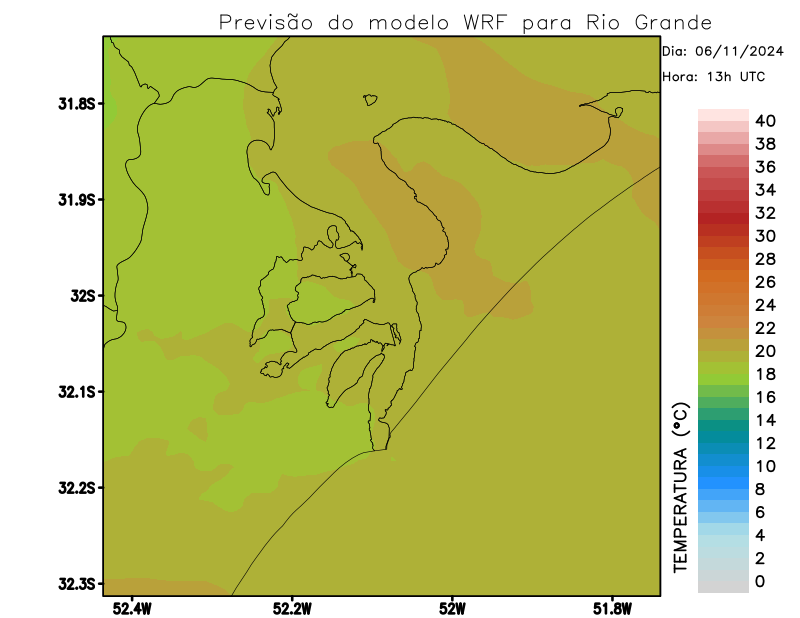 Previsão do modelo WRF para Rio Grande
Dia: 06/11/2024
Hora: 13h UTC
31.8S
31.9S
32S
32.1S
32.2S
32.3S
52.4W
52.2W
52W
51.8W
TEMPERATURA (°C)
40
38
36
34
32
30
28
26
24
22
20
18
16
14
12
10
8
6
4
2
0